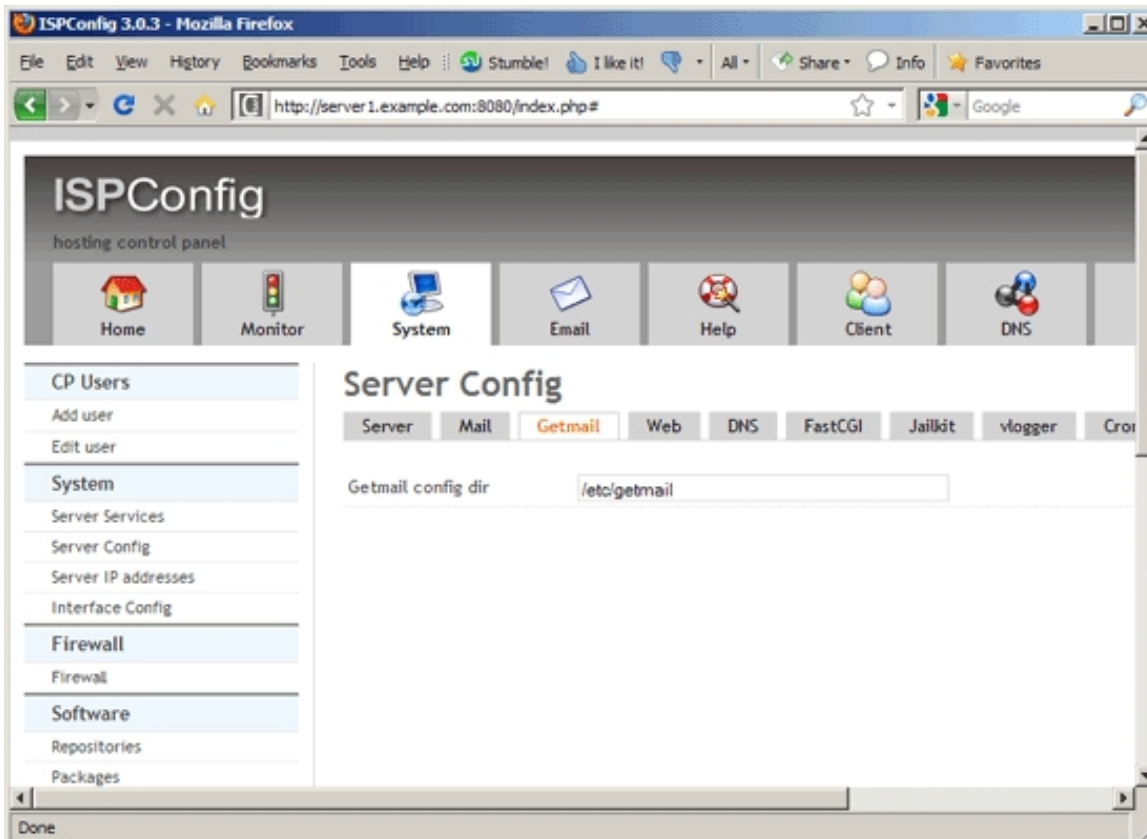 ISPConfig 3.0.3 - Mozilla Firefox
File Edit View History Bookmarks Tools Help Stumble! I like it! All Share Info Favorites
http://server1.example.com:8080/index.php# Google
ISPConfig
hosting control panel
Home Monitor System Email Help Client DNS
CP Users
Add user
Edit user
System
Server Services
Server Config
Server IP addresses
Interface Config
Firewall
Firewall
Software
Repositories
Packages
Server Config
Server Mail Getmail Web DNS FastCGI Jailkit vlogger Cron
Getmail config dir /etc/getmail
Done